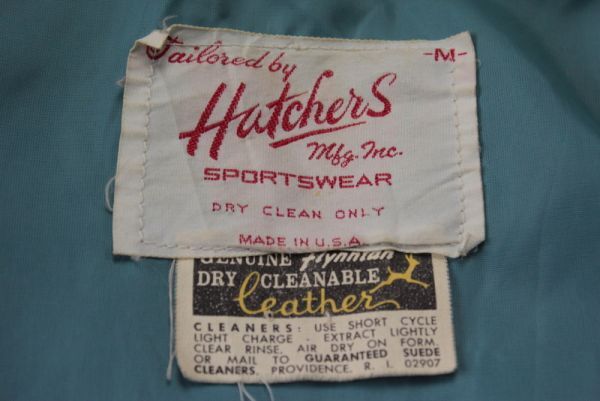 Tailored by
-M-
Hatchers
Mfg. Inc.
SPORTSWEAR
DRY CLEAN ONLY
MADE IN U.S.A.
GENUINE
DRY CLEANABLE
Leather
CLEANERS: USE SHORT CYCLE
LIGHT CHARGE - EXTRACT LIGHTLY
CLEAR RINSE, AIR DRY ON FORM,
OR MAIL TO GUARANTEED SUEDE
CLEANERS, PROVIDENCE, R. I. 02907